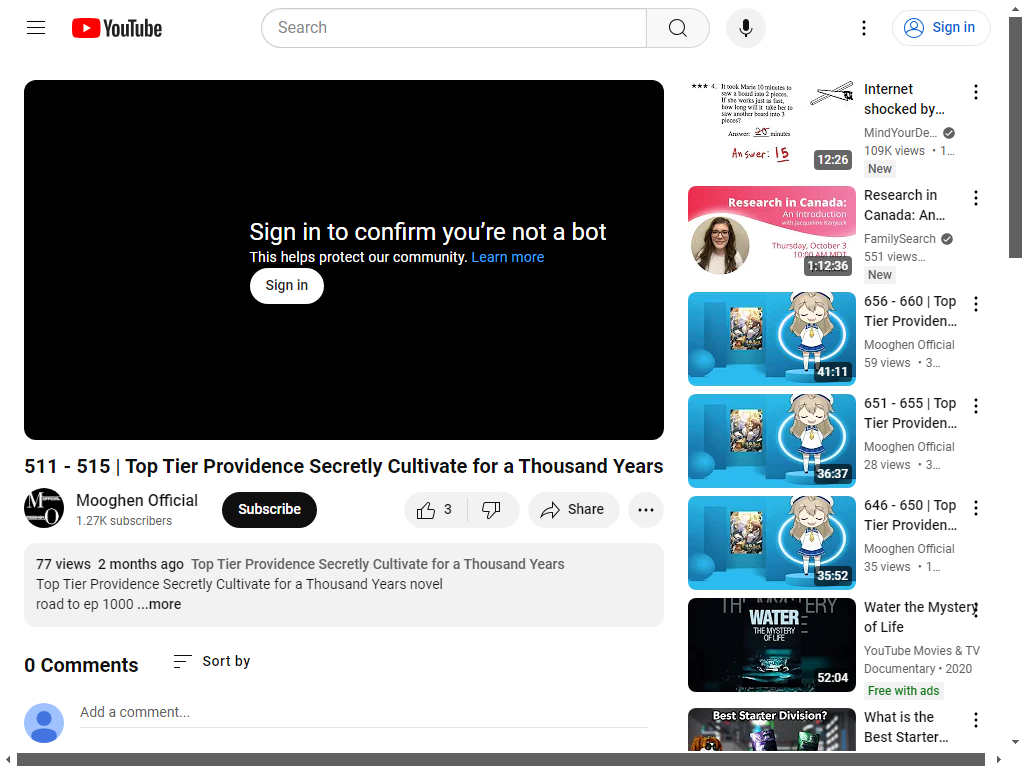 YouTube
Search
Sign in
Sign in to confirm you’re not a bot
This helps protect our community. Learn more
Sign in
511 - 515 | Top Tier Providence Secretly Cultivate for a Thousand Years
Mooghen Official
1.27K subscribers
Subscribe
3
Share
77 views 2 months ago Top Tier Providence Secretly Cultivate for a Thousand Years
Top Tier Providence Secretly Cultivate for a Thousand Years novel
road to ep 1000 ...more
0 Comments
Sort by
Add a comment...
★★★ 4. It took Marie 10 minutes to
saw a board into 2 pieces.
If she works just as fast,
how long will it take her to
saw another board into 3
pieces?
Answer: 20 minutes
Answer: 15
12:26
Internet
shocked by...
MindYourDe...
109K views • 1...
New
Research in Canada:
An Introduction
with Jacqueline Kanyuck
Thursday, October 3
10:00 AM MDT
1:12:36
Research in
Canada: An...
FamilySearch
551 views...
New
41:11
656 - 660 | Top
Tier Providen...
Mooghen Official
59 views • 3...
36:37
651 - 655 | Top
Tier Providen...
Mooghen Official
28 views • 3...
35:52
646 - 650 | Top
Tier Providen...
Mooghen Official
35 views • 1...
WATER
THE MYSTERY
OF LIFE
52:04
Water the Mystery
of Life
YouTube Movies & TV
Documentary • 2020
Free with ads
Best Starter Division?
What is the
Best Starter...